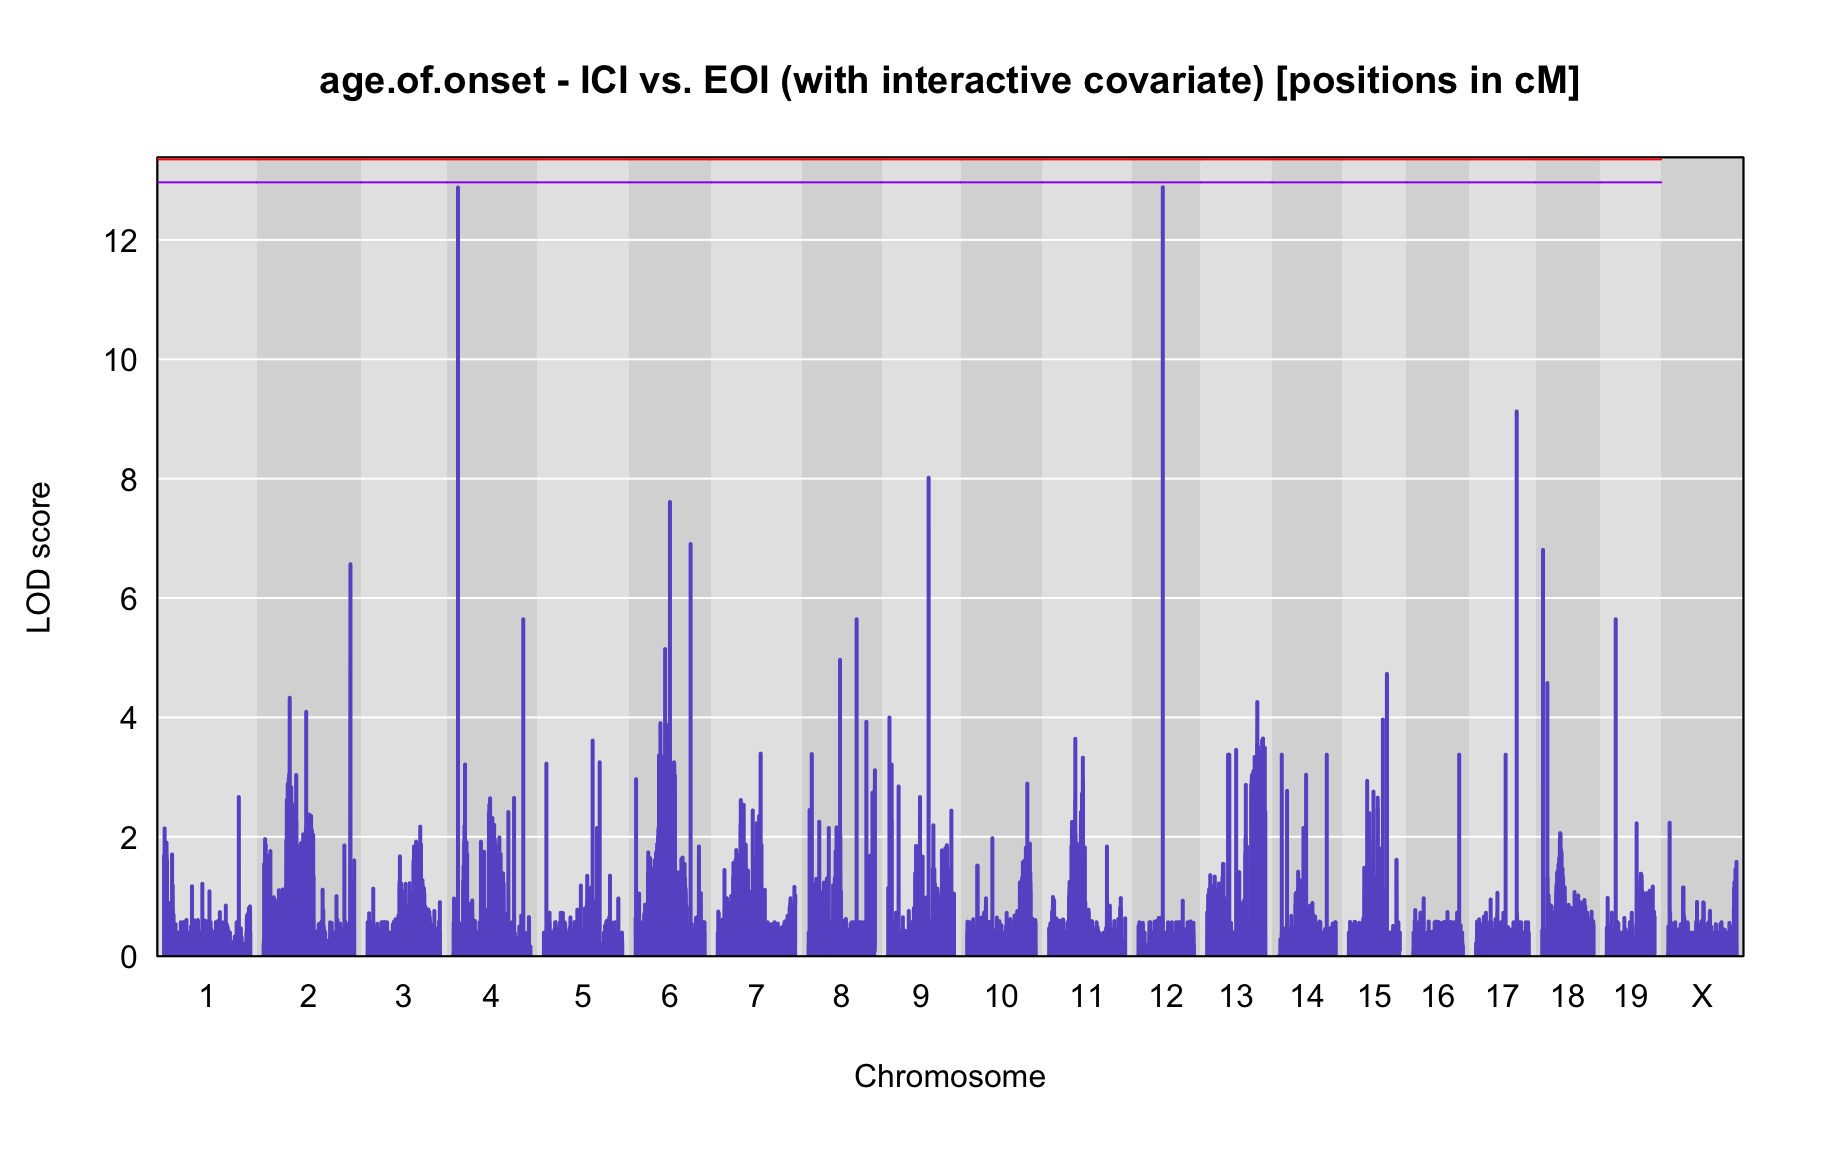 age.of.onset - ICI vs. EOI (with interactive covariate) [positions in cM]
LOD score
12
10
8
6
4
2
0
1 2 3 4 5 6 7 8 9 10 11 12 13 14 15 16 17 18 19 X
Chromosome